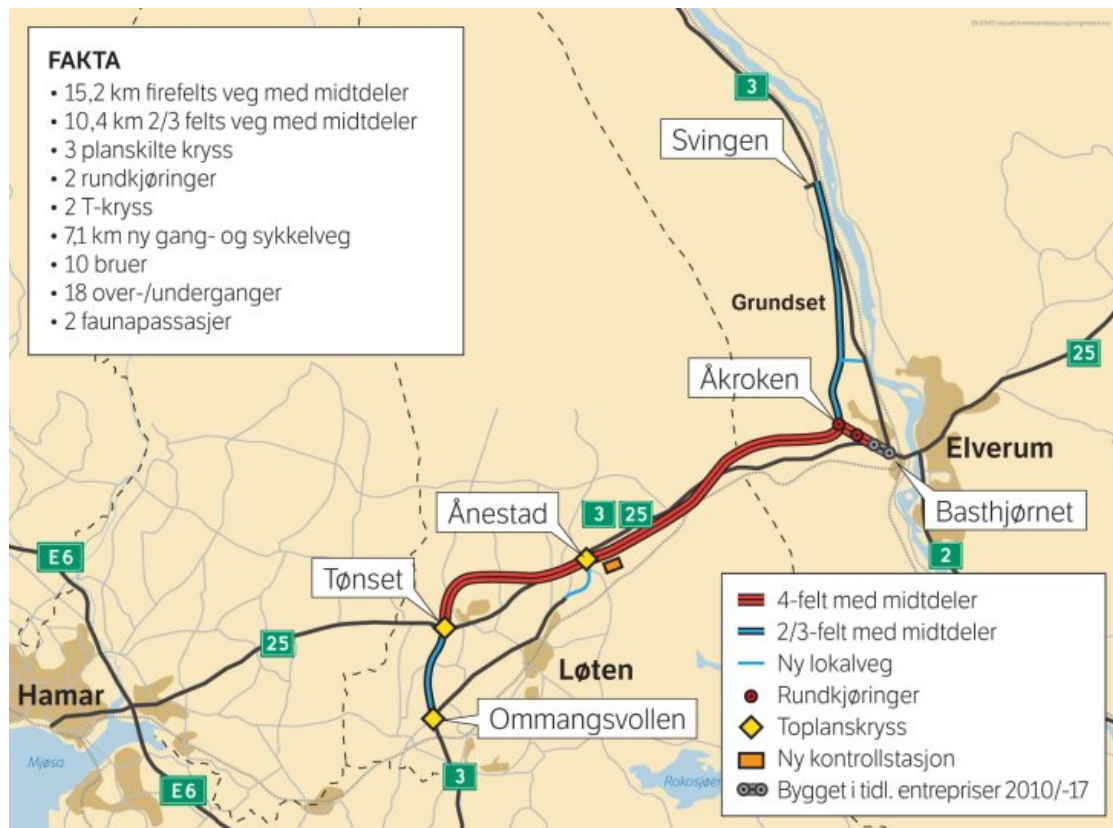 FAKTA
• 15,2 km firefelts veg med midtdeler
• 10,4 km 2/3 felts veg med midtdeler
• 3 planskilte kryss
• 2 rundkjøringer
• 2 T-kryss
• 7,1 km ny gang- og sykkelveg
• 10 bruer
• 18 over-/underganger
• 2 faunapassasjer
3
Svingen
Grundset
25
Åkroken
Elverum
Basthjørnet
3 25
Ånestad
2
E6
Tønset
25
Hamar
Løten
Ommangsvollen
Mjøsa
3
E6
Rokosjøen
4-felt med midtdeler
2/3-felt med midtdeler
Ny lokalveg
Rundkjøringer
Toplanskryss
Ny kontrollstasjon
Bygget i tidl. entrepriser 2010/-17